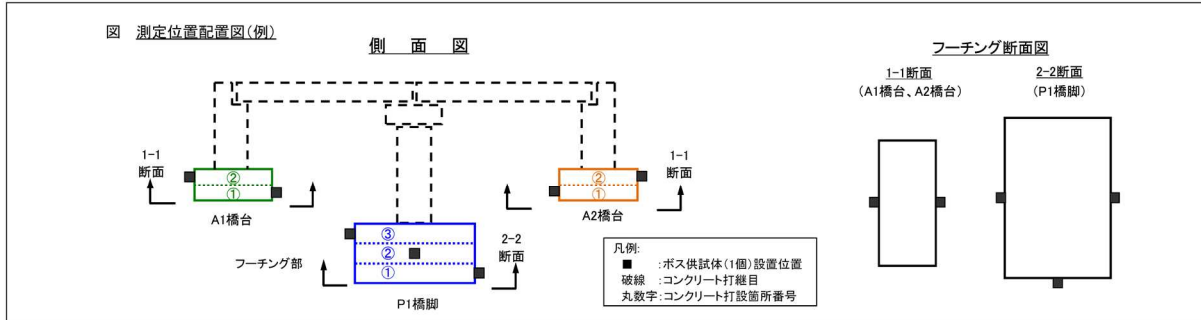 図 測定位置配置図(例)
側 面 図
1-1
断面
②
①
A1橋台
フーチング部
③
②
①
P1橋脚
2-2
断面
②
①
A2橋台
1-1
断面
凡例:
■ :ボス供試体(1個)設置位置
破線 :コンクリート打継目
丸数字:コンクリート打設箇所番号
フーチング断面図
1-1断面
(A1橋台、A2橋台)
2-2断面
(P1橋脚)